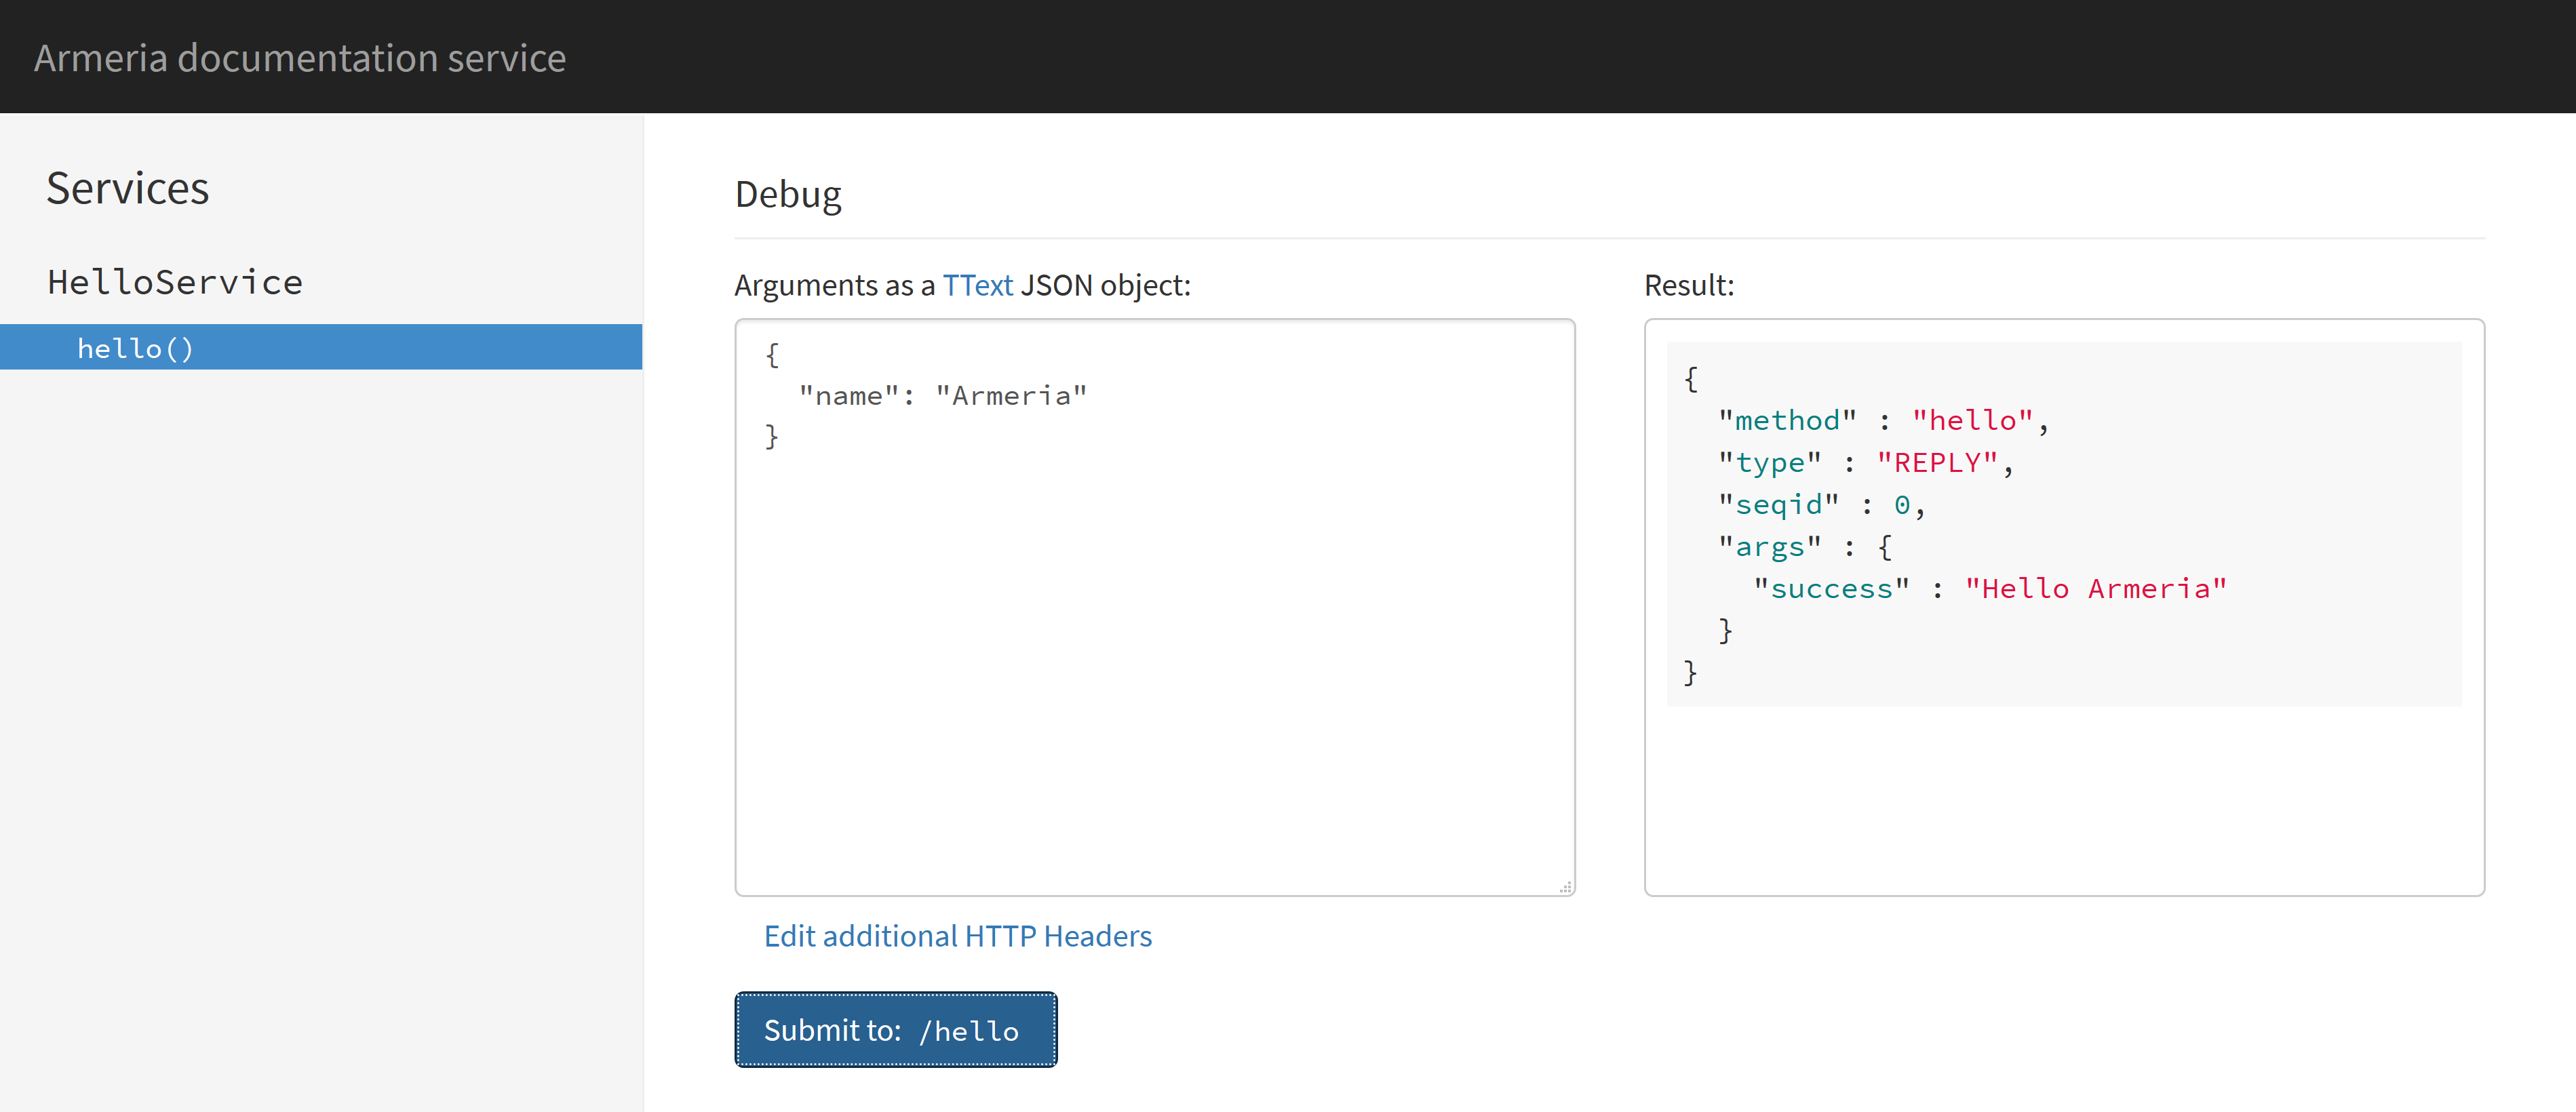 Armeria documentation service
Services
HelloService
hello()
Debug
Arguments as a TText JSON object:
{
  "name": "Armeria"
}
Edit additional HTTP Headers
Submit to: /hello
Result:
{
  "method" : "hello",
  "type" : "REPLY",
  "seqid" : 0,
  "args" : {
    "success" : "Hello Armeria"
  }
}